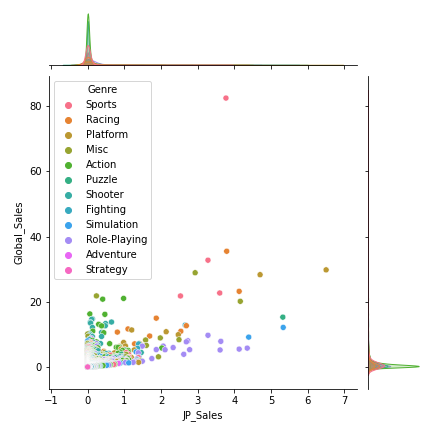 Genre
Sports
Racing
Platform
Misc
Action
Puzzle
Shooter
Fighting
Simulation
Role-Playing
Adventure
Strategy
80
60
40
20
0
Global_Sales
−1 0 1 2 3 4 5 6 7
JP_Sales